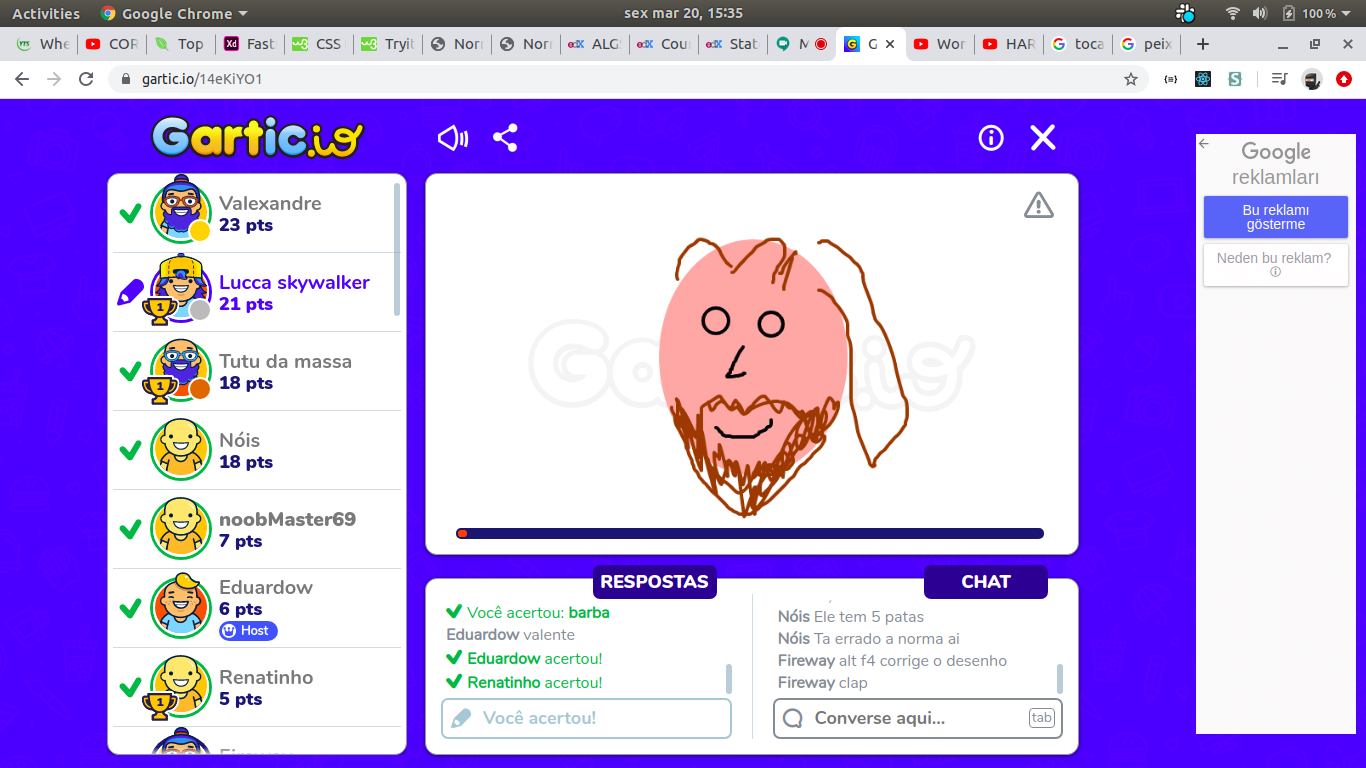 Activities
Google Chrome
sex mar 20, 15:35
100 %
Whe
COR
Top
Fast
CSS
Tryit
Norr
Norr
ALG
Cour
Stat
M
G
Wor
HAR
toca
peix
gartic.io/14eKiYO1
Gartic.io
Valexandre
23 pts
Lucca skywalker
21 pts
1
Tutu da massa
18 pts
1
Nóis
18 pts
noobMaster69
7 pts
Eduardow
6 pts
Host
Renatinho
5 pts
1
Gartic.io
RESPOSTAS
Você acertou: barba
Eduardow valente
Eduardow acertou!
Renatinho acertou!
Você acertou!
CHAT
Nóis Ele tem 5 patas
Nóis Ta errado a norma ai
Fireway alt f4 corrige o desenho
Fireway clap
Converse aqui...
tab
Google
reklamları
Bu reklamı
gösterme
Neden bu reklam?